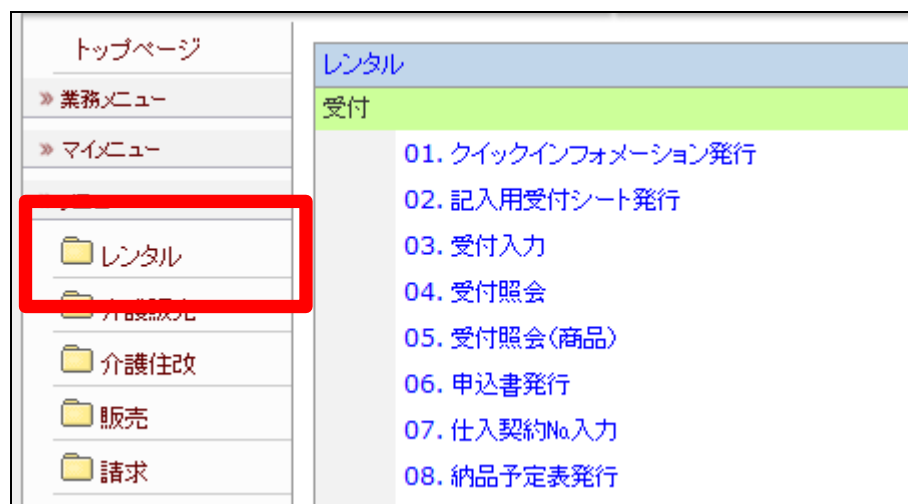 トップページ
» 業務メニュー
» マイメニュー
レンタル
介護住改
販売
請求
レンタル
受付
01. クイックインフォメーション発行
02. 記入用受付シート発行
03. 受付入力
04. 受付照会
05. 受付照会(商品)
06. 申込書発行
07. 仕入契約№入力
08. 納品予定表発行